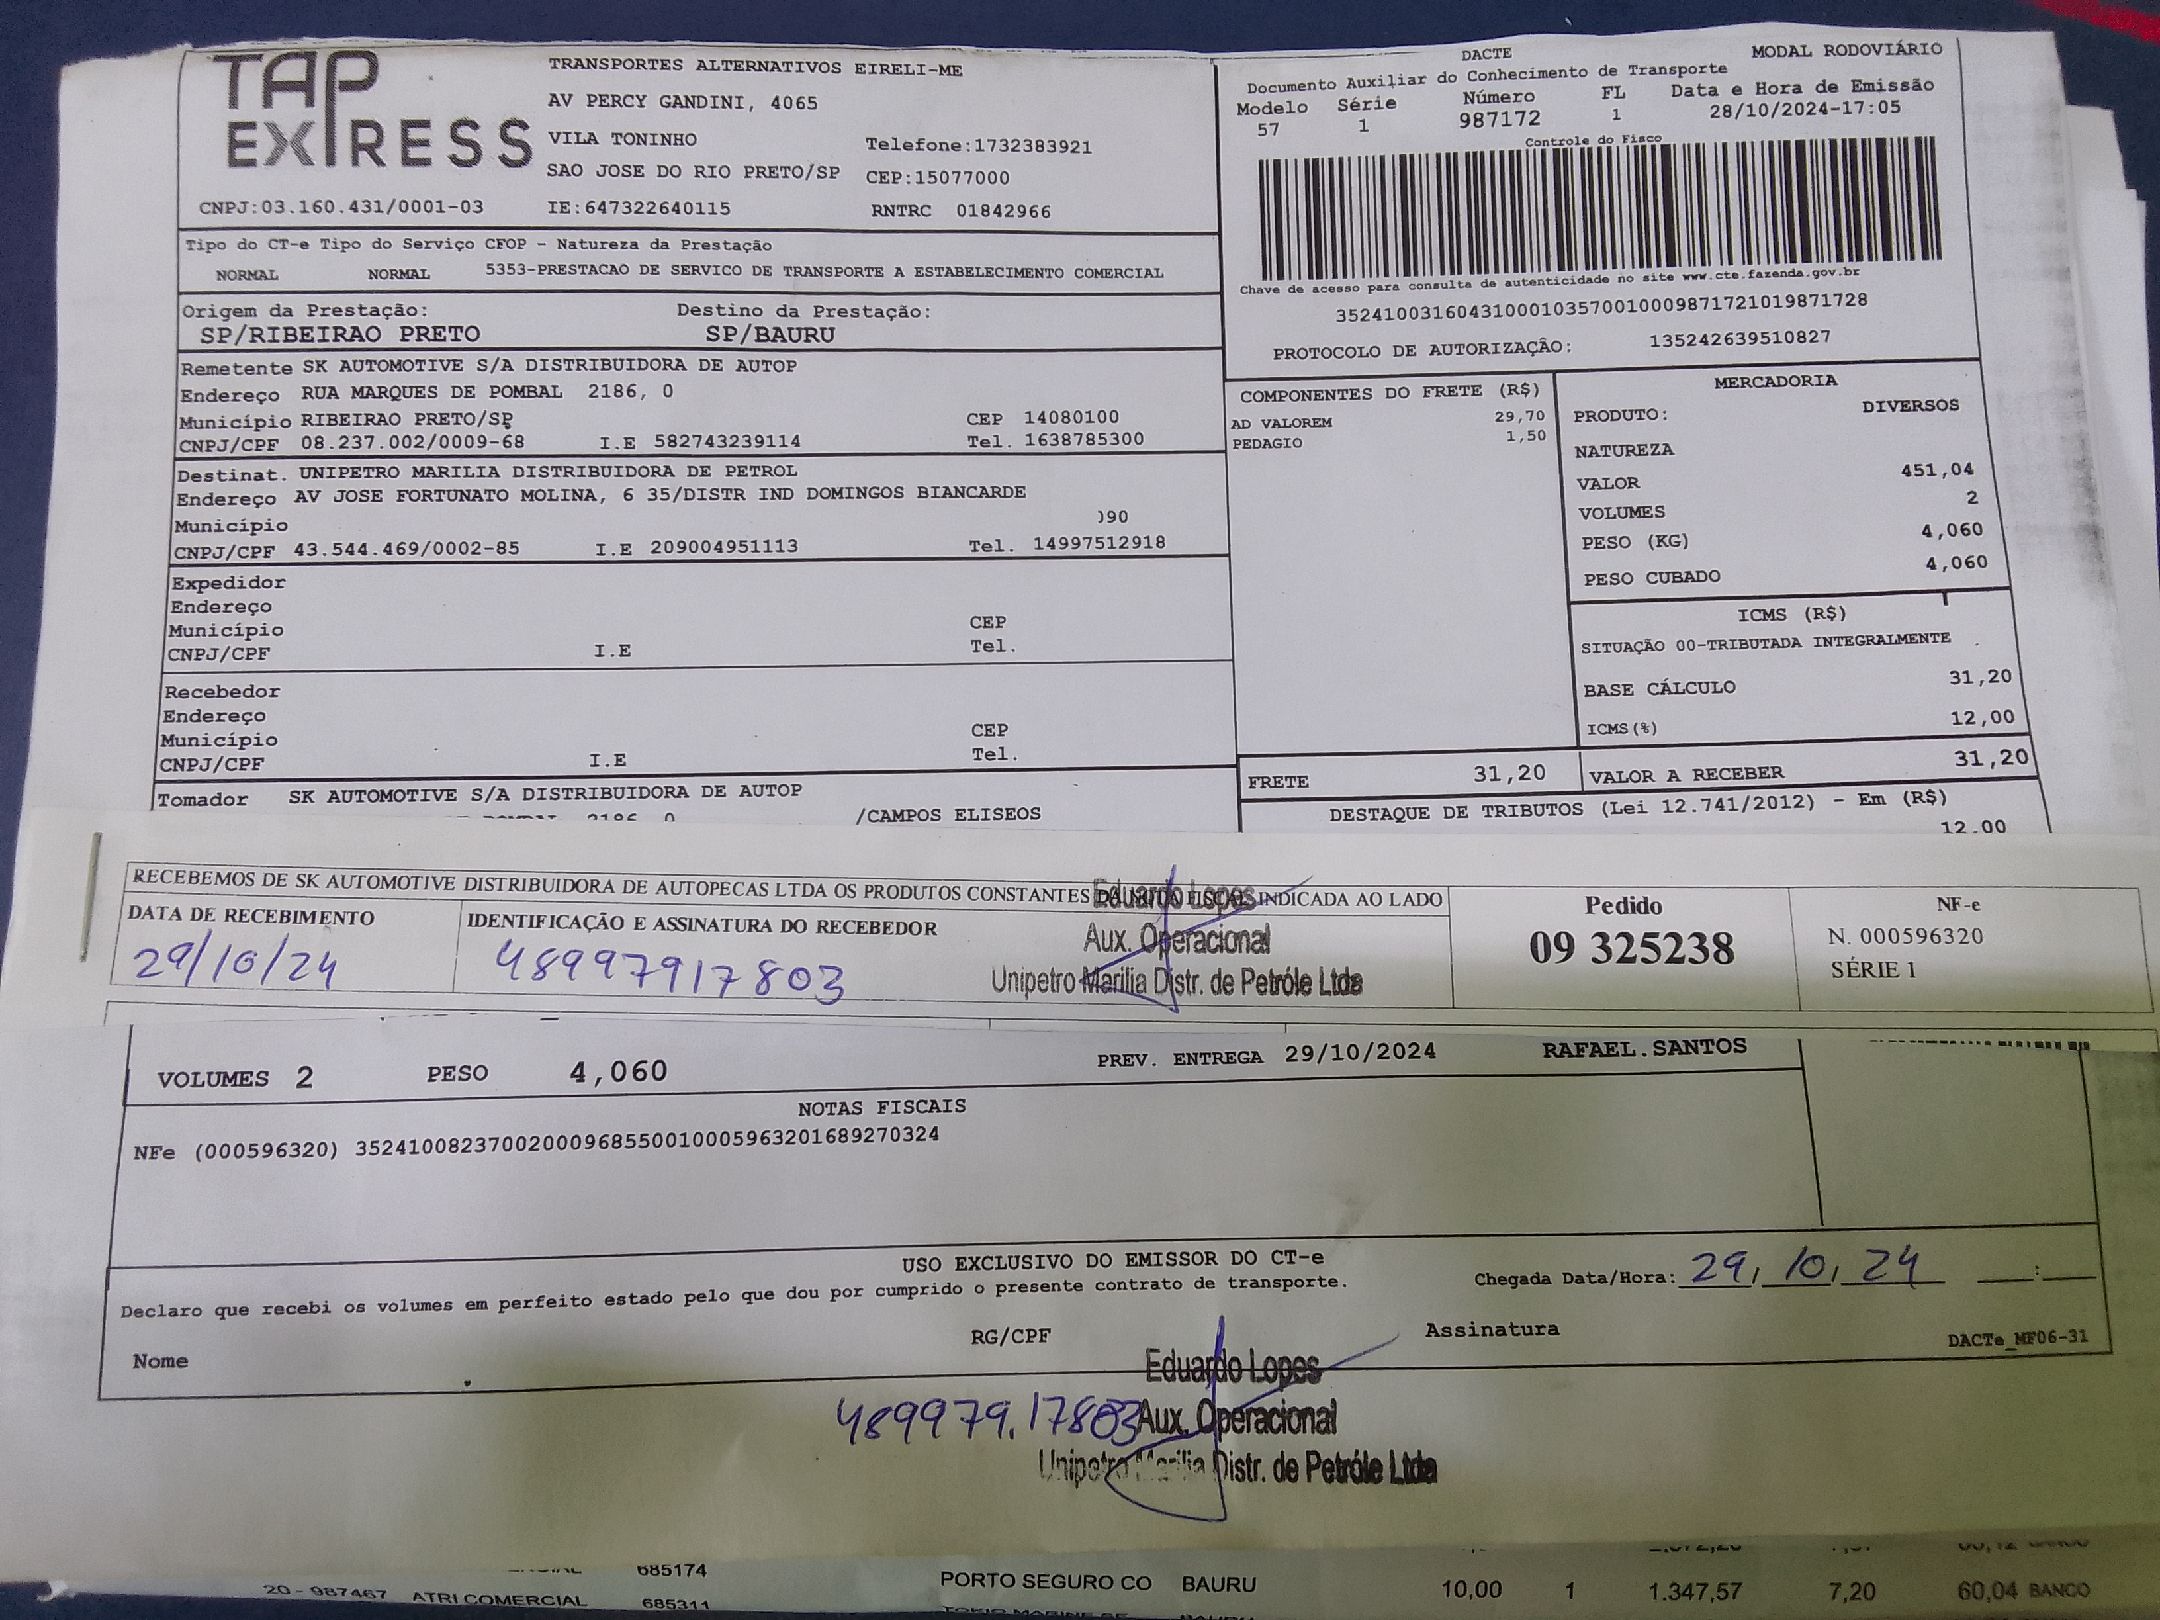 TAP EXPRESS
TRANSPORTES ALTERNATIVOS EIRELI-ME
AV PERCY GANDINI, 4065
VILA TONINHO Telefone:1732383921
SAO JOSE DO RIO PRETO/SP CEP:15077000
CNPJ:03.160.431/0001-03 IE:647322640115 RNTRC 01842966
DACTE MODAL RODOVIÁRIO
Documento Auxiliar do Conhecimento de Transporte
Modelo Série Número FL Data e Hora de Emissão
57 1 987172 1 28/10/2024-17:05
Controle do Fisco
Chave de acesso para consulta de autenticidade no site www.cte.fazenda.gov.br
35241003160431000103570010009871721019871728
PROTOCOLO DE AUTORIZAÇÃO: 135242639510827
Tipo do CT-e Tipo do Serviço CFOP - Natureza da Prestação
NORMAL NORMAL 5353-PRESTACAO DE SERVICO DE TRANSPORTE A ESTABELECIMENTO COMERCIAL
Origem da Prestação: Destino da Prestação:
SP/RIBEIRAO PRETO SP/BAURU
Remetente SK AUTOMOTIVE S/A DISTRIBUIDORA DE AUTOP
Endereço RUA MARQUES DE POMBAL 2186, 0
Município RIBEIRAO PRETO/SP CEP 14080100
CNPJ/CPF 08.237.002/0009-68 I.E 582743239114 Tel. 1638785300
Destinat. UNIPETRO MARILIA DISTRIBUIDORA DE PETROL
Endereço AV JOSE FORTUNATO MOLINA, 6 35/DISTR IND DOMINGOS BIANCARDE
Município 90
CNPJ/CPF 43.544.469/0002-85 I.E 209004951113 Tel. 14997512918
Expedidor
Endereço
Município CEP
CNPJ/CPF I.E Tel.
Recebedor
Endereço
Município CEP
CNPJ/CPF I.E Tel.
Tomador SK AUTOMOTIVE S/A DISTRIBUIDORA DE AUTOP
2186, 0 /CAMPOS ELISEOS
COMPONENTES DO FRETE (R$)
AD VALOREM 29,70
PEDAGIO 1,50
MERCADORIA
PRODUTO: DIVERSOS
NATUREZA
VALOR 451,04
VOLUMES 2
PESO (KG) 4,060
PESO CUBADO 4,060
ICMS (R$)
SITUAÇÃO 00-TRIBUTADA INTEGRALMENTE
BASE CÁLCULO 31,20
ICMS(%) 12,00
FRETE 31,20 VALOR A RECEBER 31,20
DESTAQUE DE TRIBUTOS (Lei 12.741/2012) - Em (R$)
12.00
RECEBEMOS DE SK AUTOMOTIVE DISTRIBUIDORA DE AUTOPECAS LTDA OS PRODUTOS CONSTANTES DA NOTA FISCAL INDICADA AO LADO
DATA DE RECEBIMENTO IDENTIFICAÇÃO E ASSINATURA DO RECEBEDOR
29/10/24 48997917803
Eduardo Lopes
Aux. Operacional
Unipetro Marilia Distr. de Petróle Ltda
Pedido
09 325238
NF-e
N. 000596320
SÉRIE 1
VOLUMES 2 PESO 4,060 PREV. ENTREGA 29/10/2024 RAFAEL.SANTOS
NOTAS FISCAIS
NFe (000596320) 35241008237002000968550010005963201689270324
USO EXCLUSIVO DO EMISSOR DO CT-e
Declaro que recebi os volumes em perfeito estado pelo que dou por cumprido o presente contrato de transporte.
Chegada Data/Hora: 29, 10, 24 :
Nome RG/CPF Assinatura DACTe_MF06-31
Eduardo Lopes
489979.17803 Aux. Operacional
Unipetro Marilia Distr. de Petróle Ltda
685174
20-987467 ATRI COMERCIAL 685311 PORTO SEGURO CO BAURU 10,00 1 1.347,57 7,20 60,04 BANCO